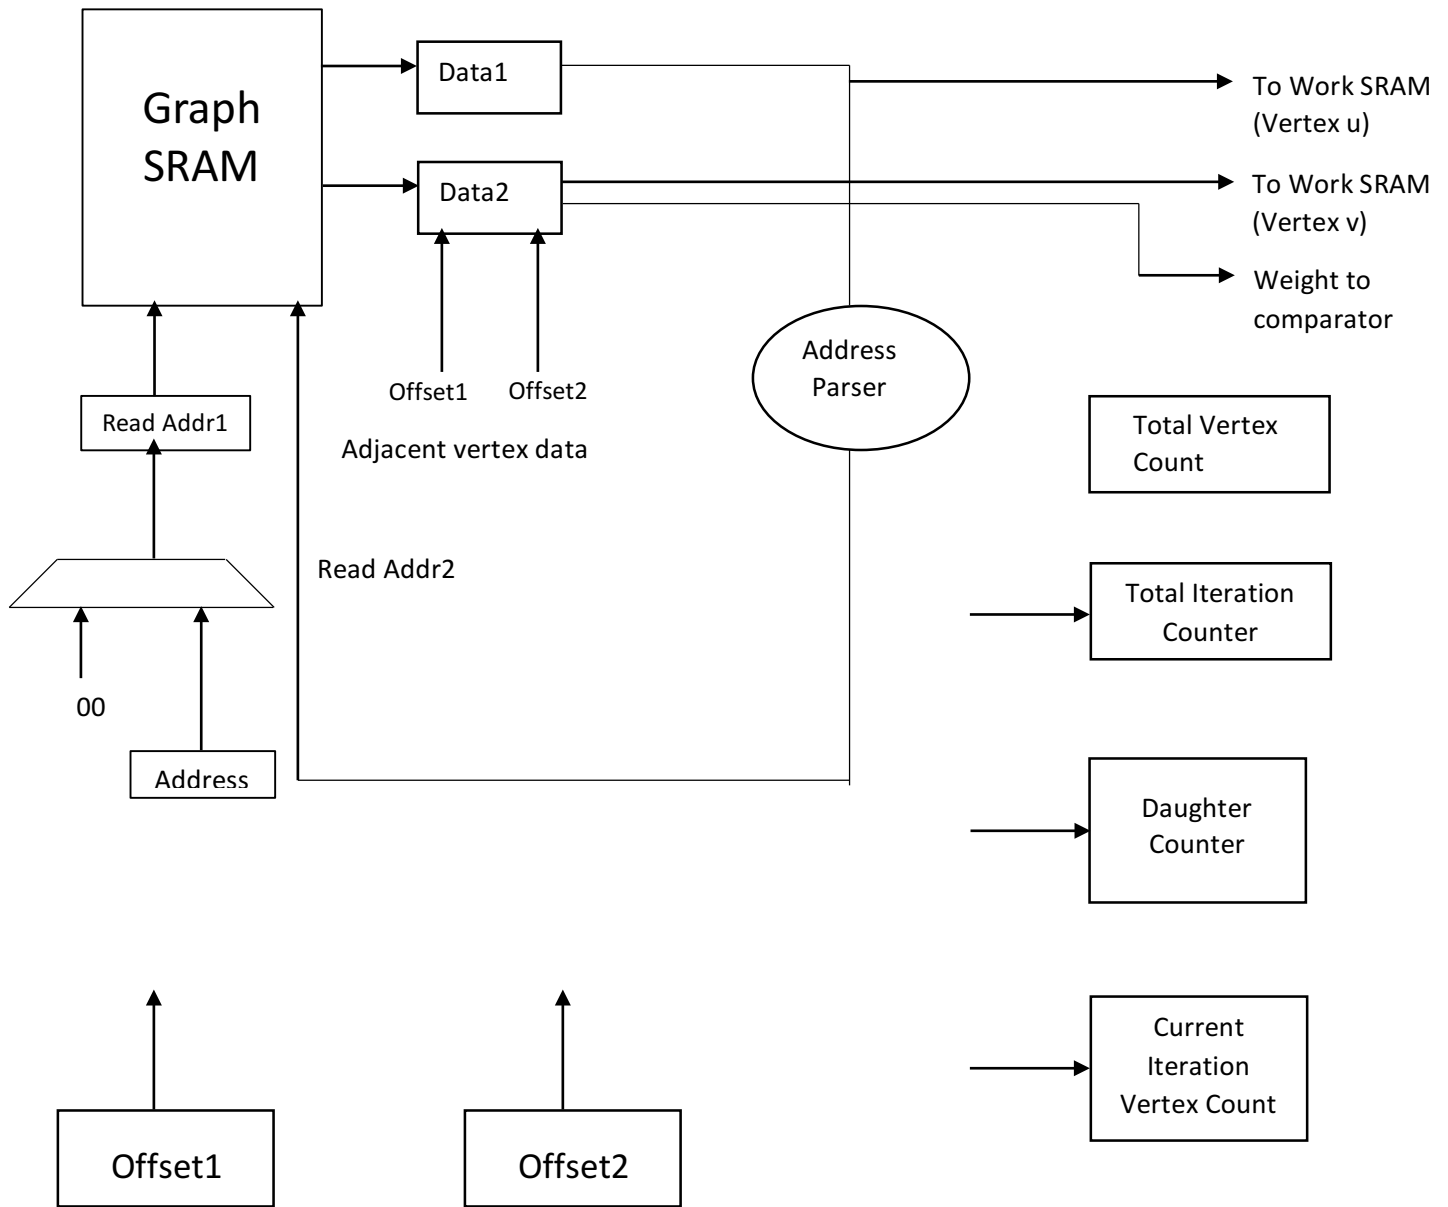 Graph
SRAM
Data1
Data2
To Work SRAM
(Vertex u)
To Work SRAM
(Vertex v)
Weight to
comparator
Offset1
Offset2
Adjacent vertex data
Address
Parser
Read Addr1
Read Addr2
00
Address
Total Vertex
Count
Total Iteration
Counter
Daughter
Counter
Current
Iteration
Vertex Count
Offset1
Offset2